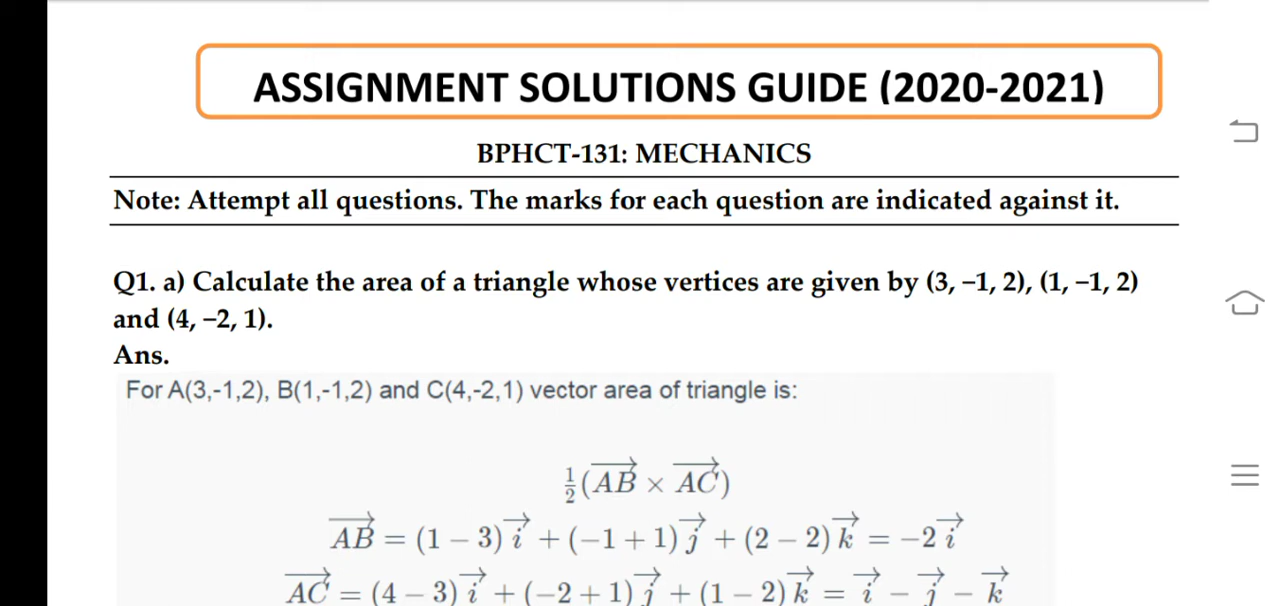 ASSIGNMENT SOLUTIONS GUIDE (2020-2021)
BPHCT-131: MECHANICS
Note: Attempt all questions. The marks for each question are indicated against it.
Q1. a) Calculate the area of a triangle whose vertices are given by (3, –1, 2), (1, –1, 2)
and (4, –2, 1).
Ans.
For A(3,-1,2), B(1,-1,2) and C(4,-2,1) vector area of triangle is:
½(AB⃗ × AC⃗)
AB⃗ = (1 − 3) i⃗ + (−1 + 1) j⃗ + (2 − 2) k⃗ = −2 i⃗
AC⃗ = (4 − 3) i⃗ + (−2 + 1) j⃗ + (1 − 2) k⃗ = i⃗ − j⃗ − k⃗